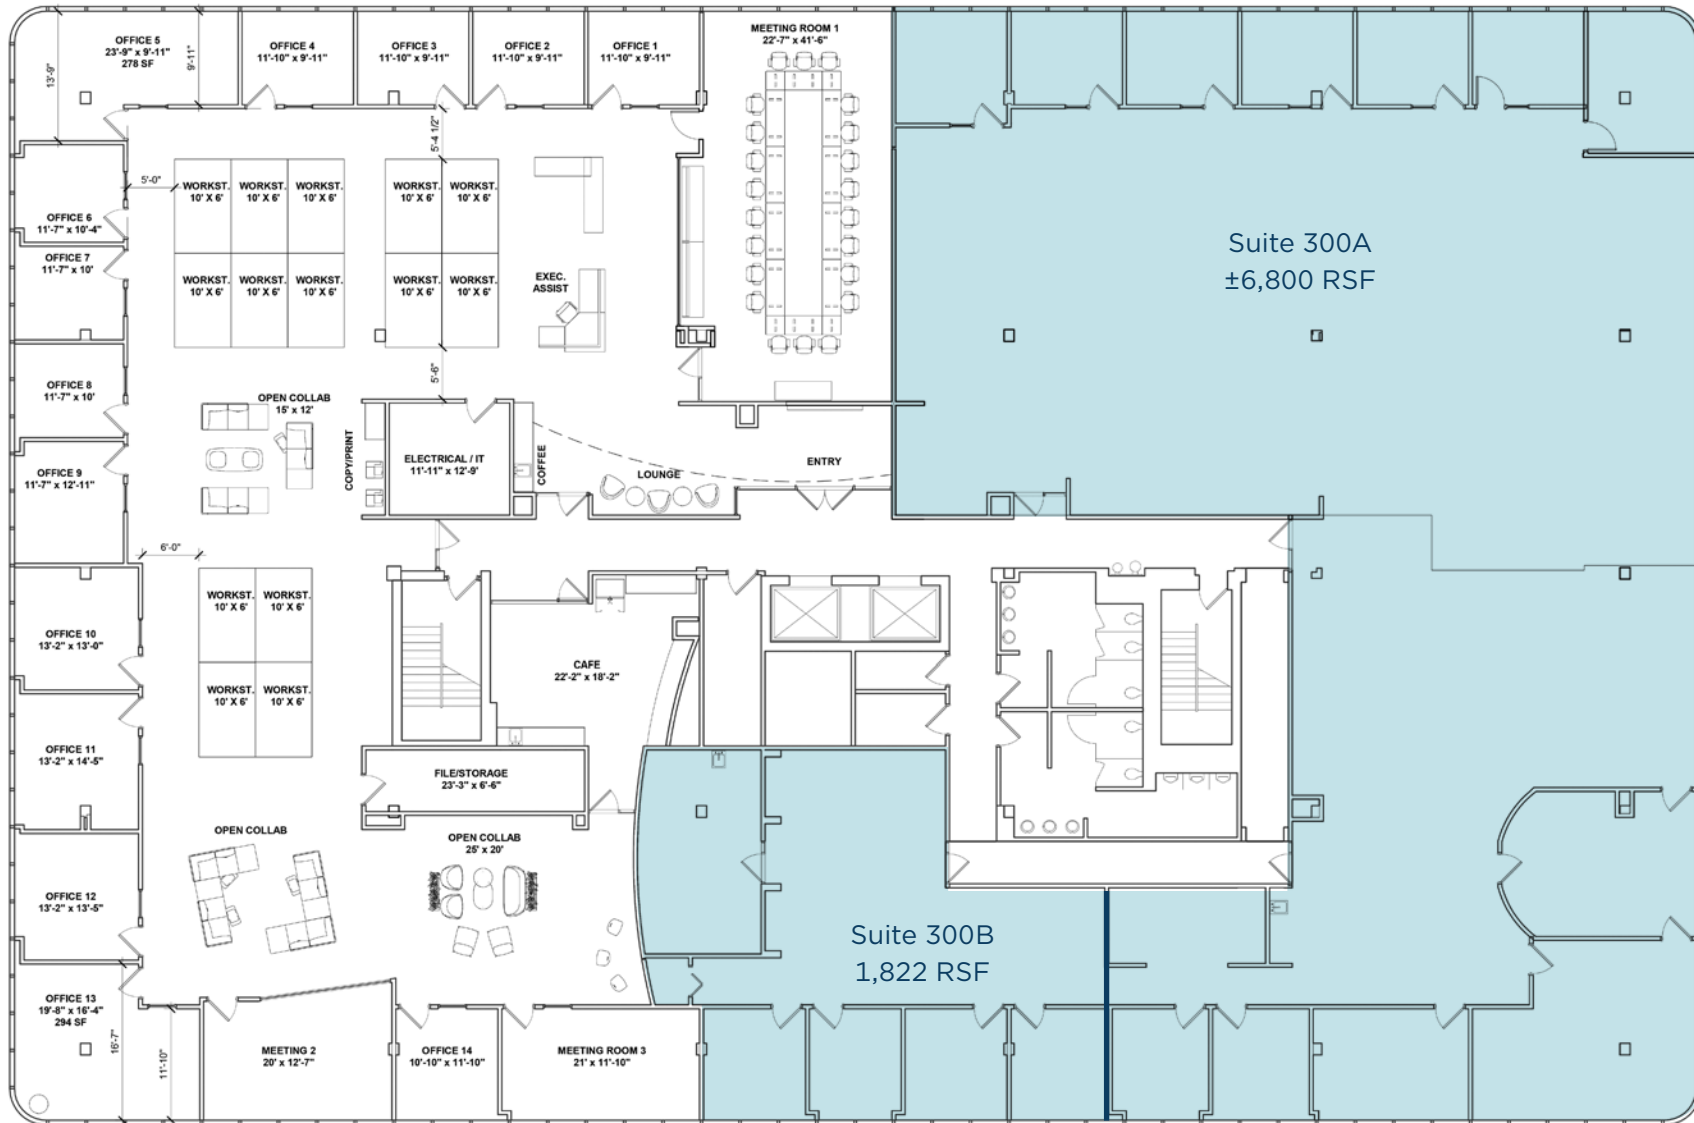 OFFICE 5
23'-9" x 9'-11"
278 SF
9'-11"
13'-9"
OFFICE 4
11'-10" x 9'-11"
OFFICE 3
11'-10" x 9'-11"
OFFICE 2
11'-10" x 9'-11"
OFFICE 1
11'-10" x 9'-11"
MEETING ROOM 1
22'-7" x 41'-6"
5'-4 1/2"
5'-0"
WORKST.
10' X 6'
WORKST.
10' X 6'
WORKST.
10' X 6'
WORKST.
10' X 6'
WORKST.
10' X 6'
OFFICE 6
11'-7" x 10'-4"
OFFICE 7
11'-7" x 10'
WORKST.
10' X 6'
WORKST.
10' X 6'
WORKST.
10' X 6'
WORKST.
10' X 6'
WORKST.
10' X 6'
EXEC.
ASSIST
Suite 300A
±6,800 RSF
5'-6"
OFFICE 8
11'-7" x 10'
OPEN COLLAB
15' x 12'
COPY/PRINT
ELECTRICAL / IT
11'-11" x 12'-9'
COFFEE
LOUNGE
ENTRY
OFFICE 9
11'-7" x 12'-11"
6'-0"
WORKST.
10' X 6'
WORKST.
10' X 6'
OFFICE 10
13'-2" x 13'-0"
CAFE
22'-2" x 18'-2"
WORKST.
10' X 6'
WORKST.
10' X 6'
OFFICE 11
13'-2" x 14'-5"
FILE/STORAGE
23'-3" x 6'-6"
OPEN COLLAB
OPEN COLLAB
25' x 20'
OFFICE 12
13'-2" x 13'-5"
Suite 300B
1,822 RSF
OFFICE 13
19'-8" x 16'-4"
294 SF
16'-7"
11'-10"
MEETING 2
20' x 12'-7"
OFFICE 14
10'-10" x 11'-10"
MEETING ROOM 3
21' x 11'-10"